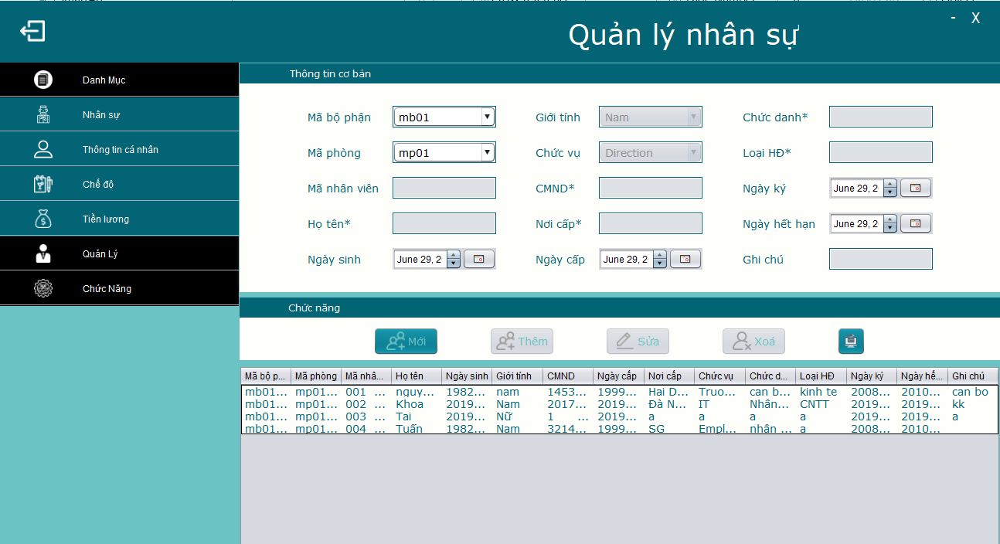 - X
Quản lý nhân sự
Danh Mục
Nhân sự
Thông tin cá nhân
Chế độ
Tiền lương
Quản Lý
Chức Năng
Thông tin cơ bản
Mã bộ phận mb01 Giới tính Nam Chức danh*
Mã phòng mp01 Chức vụ Direction Loại HĐ*
Mã nhân viên CMND* Ngày ký June 29, 2
Họ tên* Nơi cấp* Ngày hết hạn June 29, 2
Ngày sinh June 29, 2 Ngày cấp June 29, 2 Ghi chú
Chức năng
Mới Thêm Sửa Xoá
Mã bộ p... Mã phòng Mã nhâ... Họ tên Ngày sinh Giới tính CMND Ngày cấp Nơi cấp Chức vụ Chức d... Loại HĐ Ngày ký Ngày hế... Ghi chú
mb01... mp01... 001 ... nguy... 1982... nam 1453... 1999... Hai D... Truo... can b... kinh te 2008... 2010... can bo
mb01... mp01... 002 ... Khoa 2019... Nam 2017... 2019... Đà N... IT Nhân... CNTT 2019... 2019... kk
mb01... mp01... 003 ... Tai 2019... Nữ 1 ... 2019... a a a a 2019... 2019... a
mb01... mp01... 004 ... Tuấn 1982... Nam 3214... 1999... SG Empl... nhân ... a 2008... 2010...